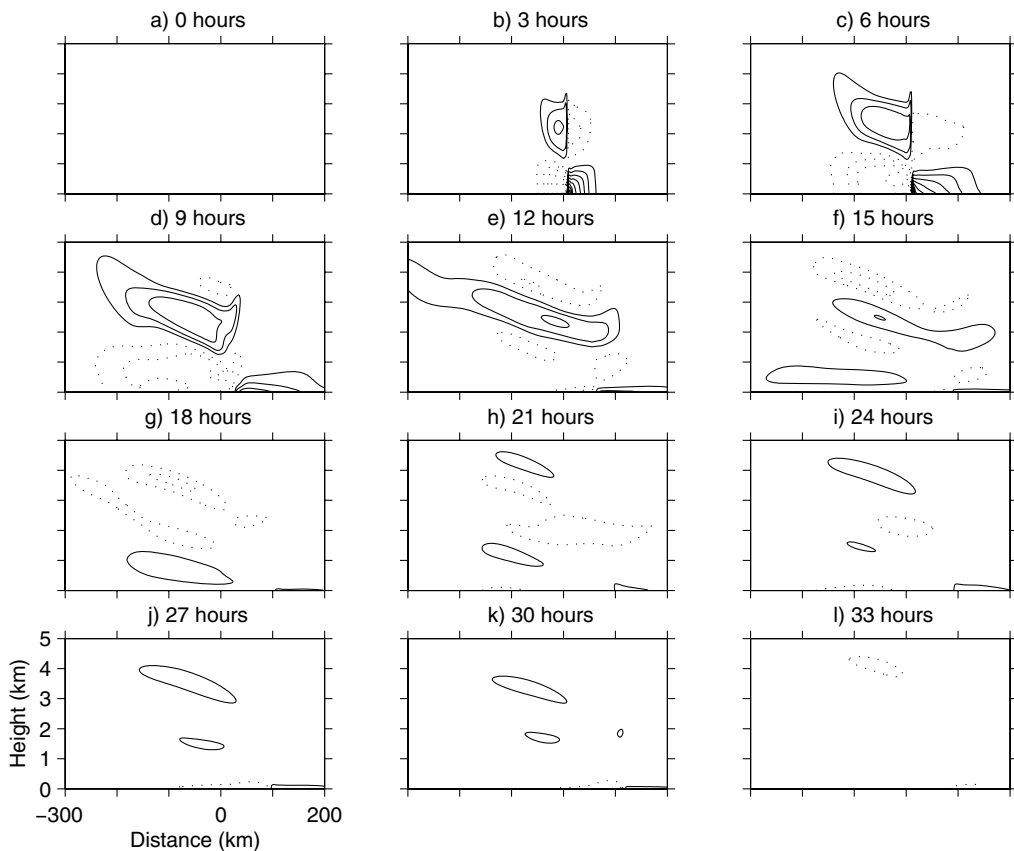 a) 0 hours
b) 3 hours
c) 6 hours
d) 9 hours
e) 12 hours
f) 15 hours
g) 18 hours
h) 21 hours
i) 24 hours
j) 27 hours
k) 30 hours
l) 33 hours
5
4
3
2
1
0
Height (km)
−300
0
200
Distance (km)